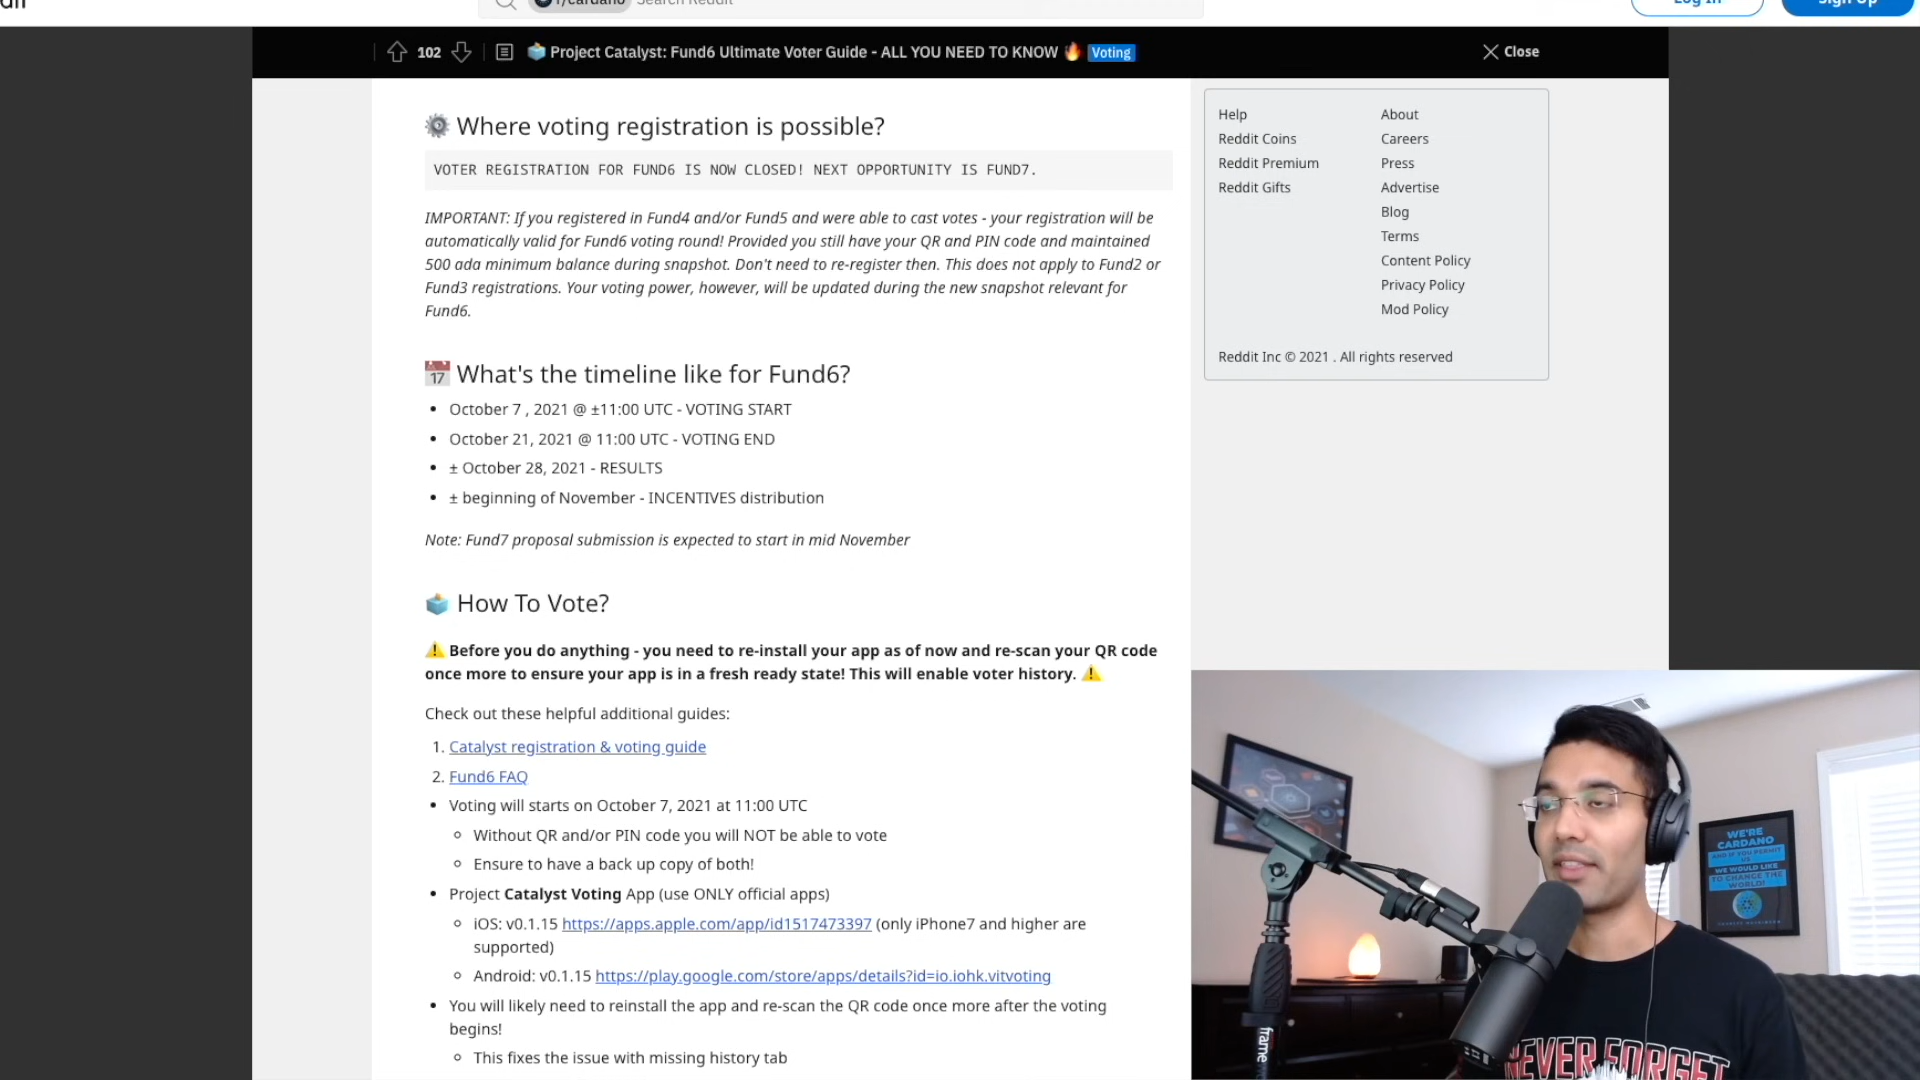 r/cardano Search Reddit
Log In
Sign Up
102
Project Catalyst: Fund6 Ultimate Voter Guide - ALL YOU NEED TO KNOW
Voting
Close
Where voting registration is possible?
VOTER REGISTRATION FOR FUND6 IS NOW CLOSED! NEXT OPPORTUNITY IS FUND7.
IMPORTANT: If you registered in Fund4 and/or Fund5 and were able to cast votes - your registration will be
automatically valid for Fund6 voting round! Provided you still have your QR and PIN code and maintained
500 ada minimum balance during snapshot. Don't need to re-register then. This does not apply to Fund2 or
Fund3 registrations. Your voting power, however, will be updated during the new snapshot relevant for
Fund6.
17 What's the timeline like for Fund6?
• October 7 , 2021 @ ±11:00 UTC - VOTING START
• October 21, 2021 @ 11:00 UTC - VOTING END
• ± October 28, 2021 - RESULTS
• ± beginning of November - INCENTIVES distribution
Note: Fund7 proposal submission is expected to start in mid November
How To Vote?
Before you do anything - you need to re-install your app as of now and re-scan your QR code
once more to ensure your app is in a fresh ready state! This will enable voter history.
Check out these helpful additional guides:
1. Catalyst registration & voting guide
2. Fund6 FAQ
• Voting will starts on October 7, 2021 at 11:00 UTC
Without QR and/or PIN code you will NOT be able to vote
Ensure to have a back up copy of both!
• Project Catalyst Voting App (use ONLY official apps)
iOS: v0.1.15 https://apps.apple.com/app/id1517473397 (only iPhone7 and higher are
supported)
Android: v0.1.15 https://play.google.com/store/apps/details?id=io.iohk.vitvoting
• You will likely need to reinstall the app and re-scan the QR code once more after the voting
begins!
This fixes the issue with missing history tab
Help
About
Reddit Coins
Careers
Reddit Premium
Press
Reddit Gifts
Advertise
Blog
Terms
Content Policy
Privacy Policy
Mod Policy
Reddit Inc © 2021 . All rights reserved
WE'RE
CARDANO
AND IF YOU PERMIT
US
WE WOULD LIKE
TO CHANGE THE
WORLD!
frame
NEVER FORGET